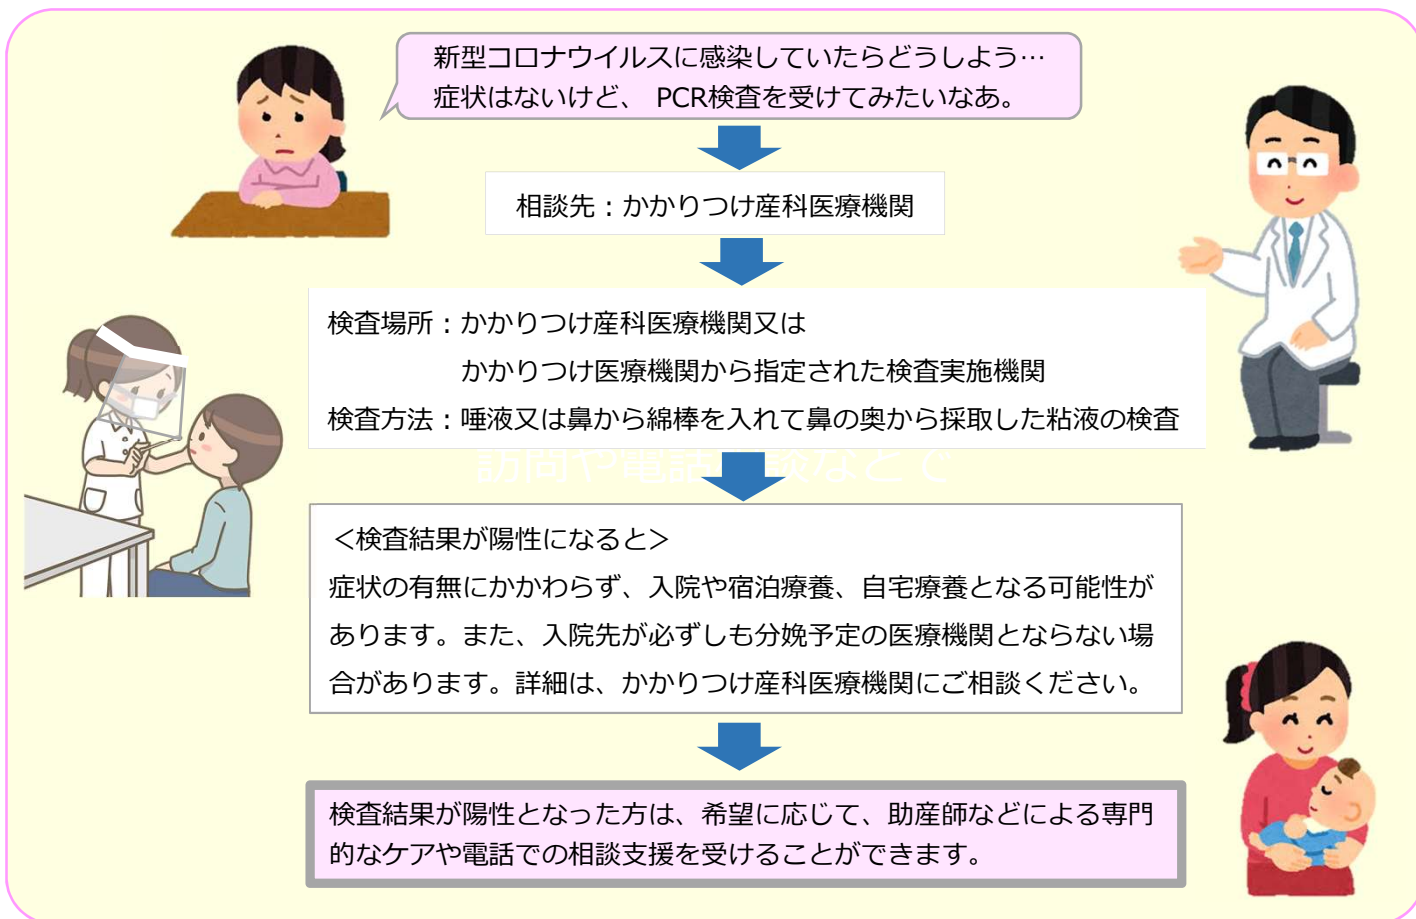 新型コロナウイルスに感染していたらどうしよう…
症状はないけど、 PCR検査を受けてみたいなあ。
相談先：かかりつけ産科医療機関
検査場所：かかりつけ産科医療機関又は
かかりつけ医療機関から指定された検査実施機関
検査方法：唾液又は鼻から綿棒を入れて鼻の奥から採取した粘液の検査
訪問や電話 談などで
＜検査結果が陽性になると＞
症状の有無にかかわらず、入院や宿泊療養、自宅療養となる可能性が
あります。また、入院先が必ずしも分娩予定の医療機関とならない場
合があります。詳細は、かかりつけ産科医療機関にご相談ください。
検査結果が陽性となった方は、希望に応じて、助産師などによる専門
的なケアや電話での相談支援を受けることができます。